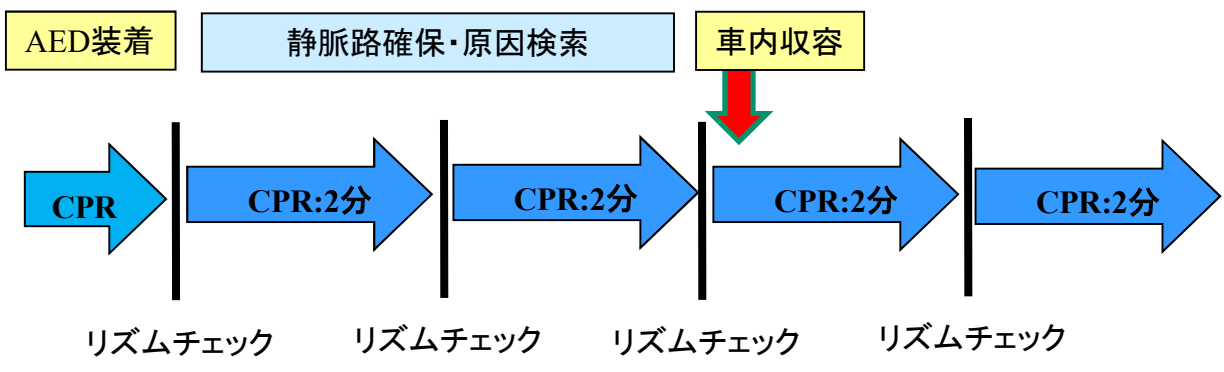 AED装着
静脈路確保・原因検索
車内収容
CPR
CPR:2分
CPR:2分
CPR:2分
CPR:2分
リズムチェック
リズムチェック
リズムチェック
リズムチェック